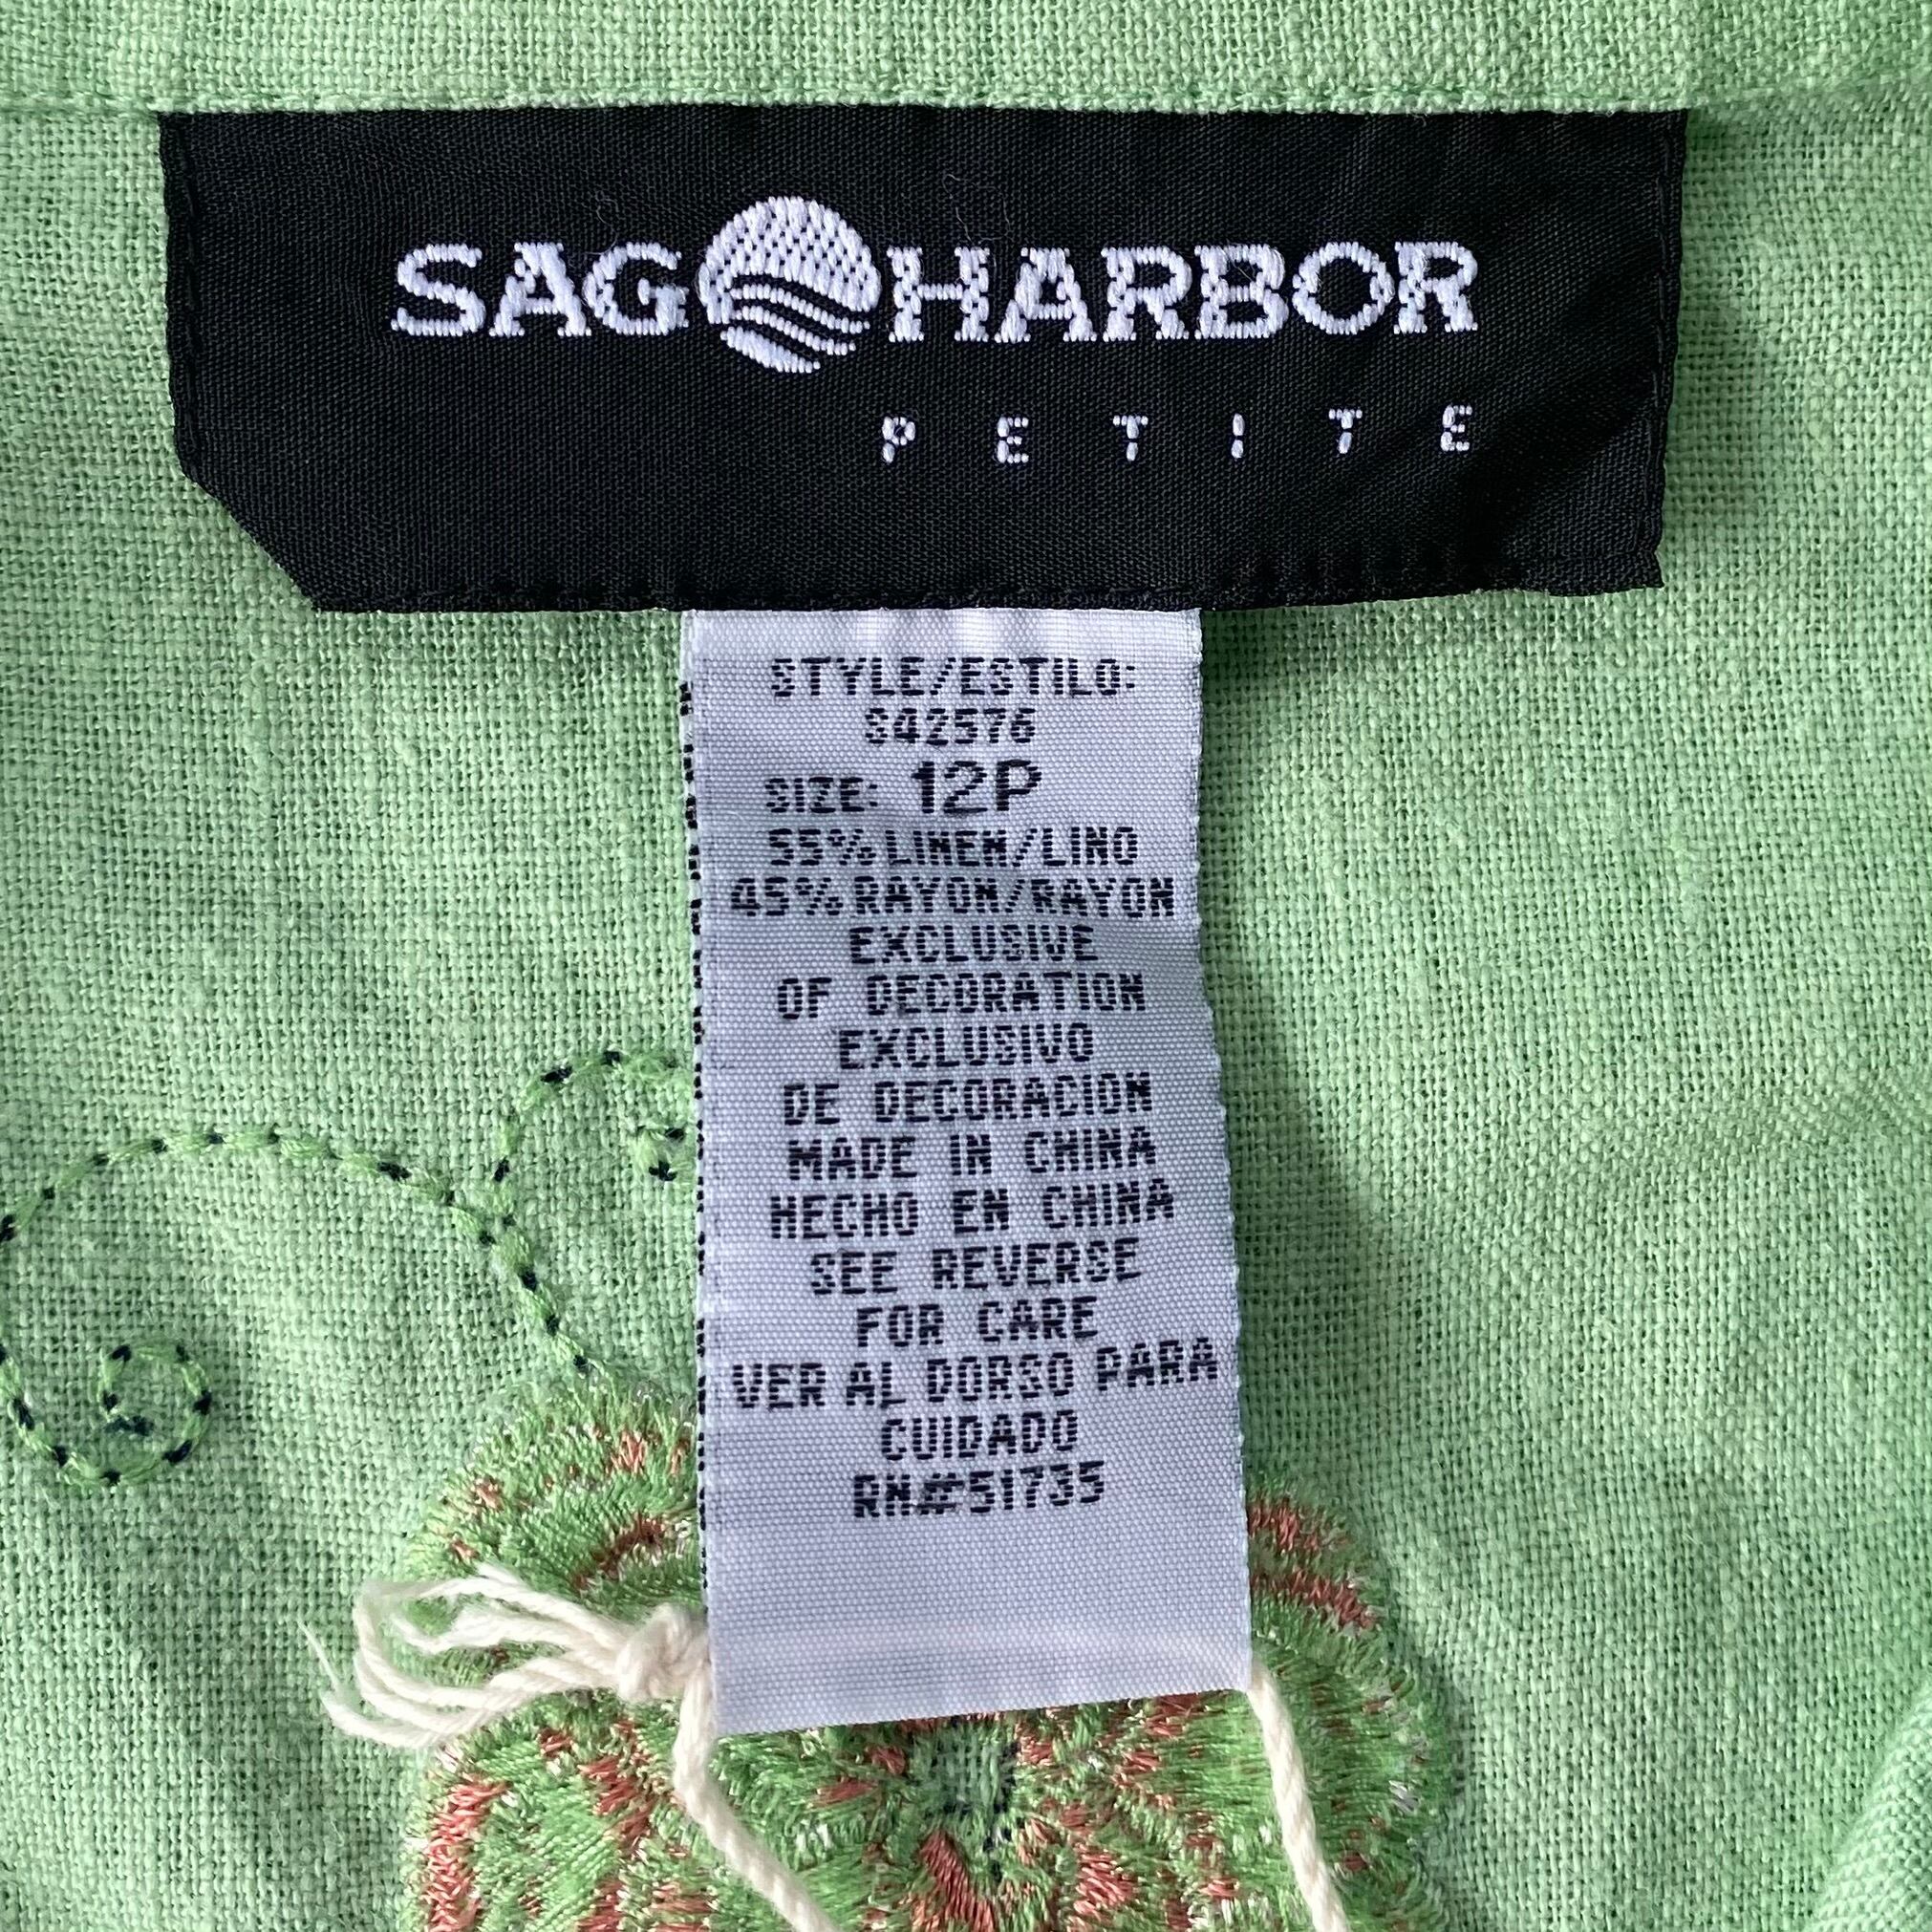 SAG HARBOR
PETITE
STYLE/ESTILO:
S42576
SIZE: 12P
55% LINEN/LINO
45% RAYON/RAYON
EXCLUSIVE
OF DECORATION
EXCLUSIVO
DE DECORACION
MADE IN CHINA
HECHO EN CHINA
SEE REVERSE
FOR CARE
VER AL DORSO PARA
CUIDADO
RN#51735